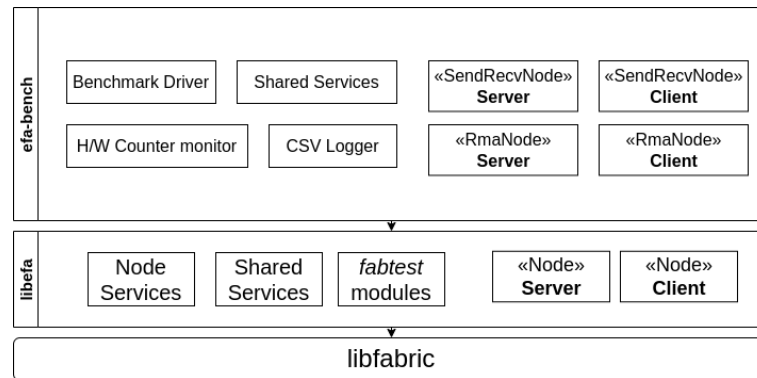 efa-bench
Benchmark Driver
Shared Services
H/W Counter monitor
CSV Logger
«SendRecvNode»
Server
«SendRecvNode»
Client
«RmaNode»
Server
«RmaNode»
Client
libefa
Node
Services
Shared
Services
fabtest
modules
«Node»
Server
«Node»
Client
libfabric